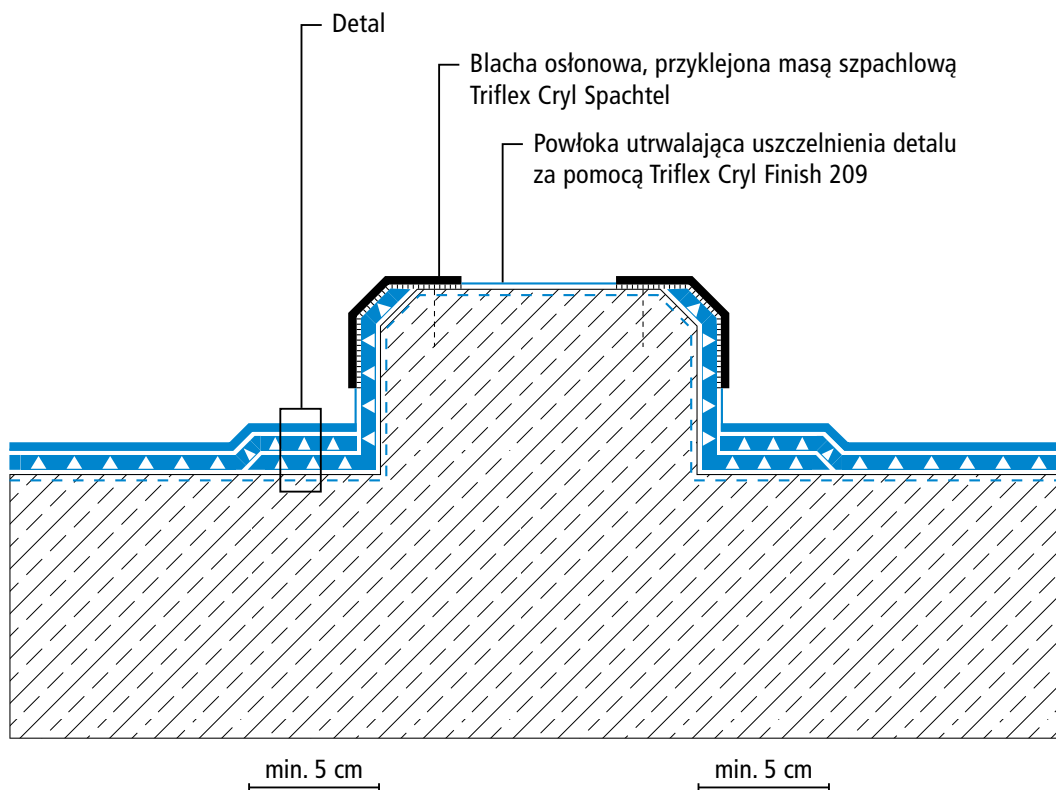 Detal
Blacha osłonowa, przyklejona masą szpachlową
Triflex Cryl Spachtel
Powłoka utrwalająca uszczelnienia detalu
za pomocą Triflex Cryl Finish 209
min. 5 cm
min. 5 cm